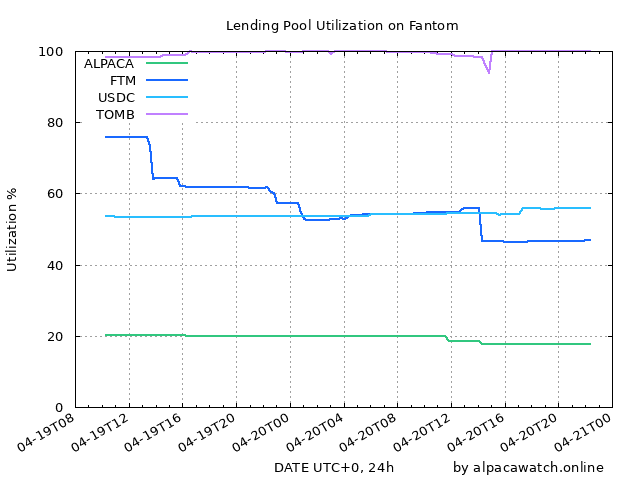 Lending Pool Utilization on Fantom
100
80
60
40
20
0
Utilization %
ALPACA
FTM
USDC
TOMB
04-19T08
04-19T12
04-19T16
04-19T20
04-20T00
04-20T04
04-20T08
04-20T12
04-20T16
04-20T20
04-21T00
DATE UTC+0, 24h
by alpacawatch.online